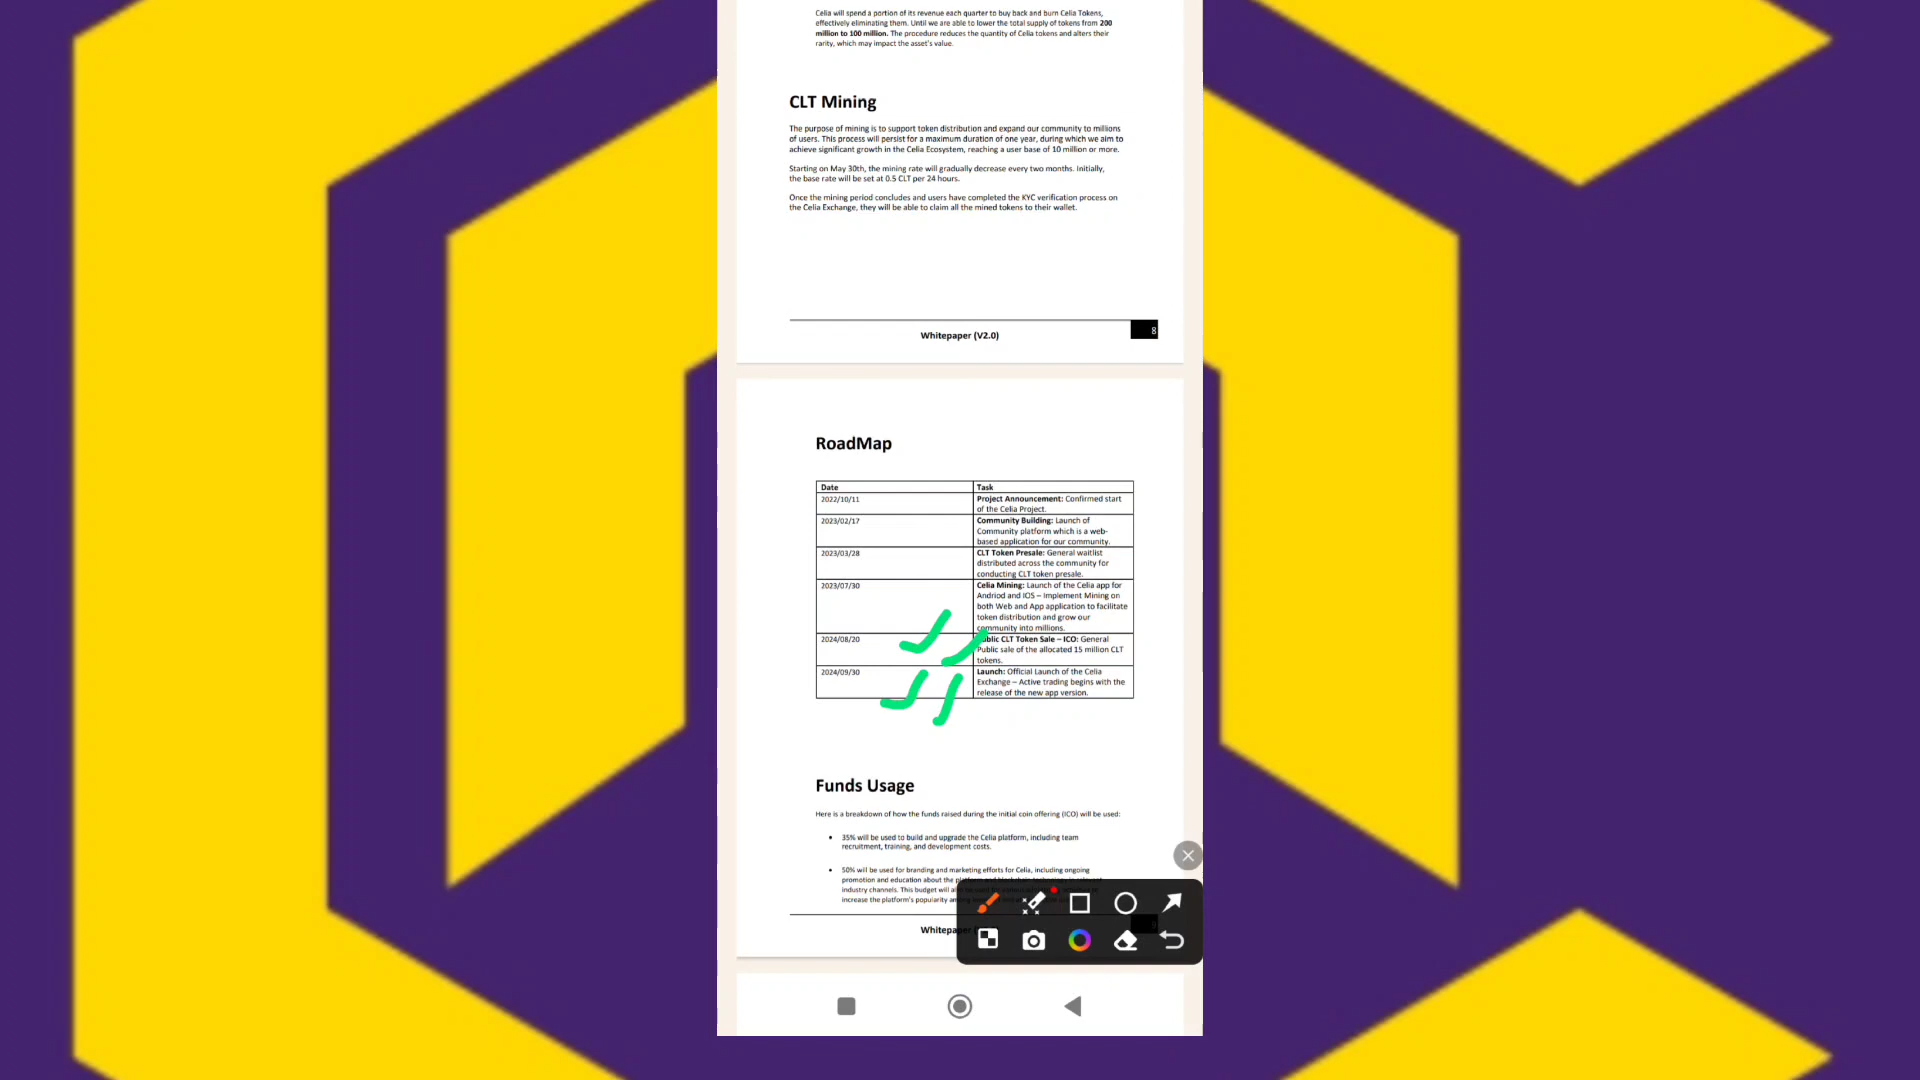 Celia will spend a portion of its revenue each quarter to buy back and burn Celia Tokens,
effectively eliminating them. Until we are able to lower the total supply of tokens from 200
million to 100 million. The procedure reduces the quantity of Celia tokens and alters their
rarity, which may impact the asset's value.
CLT Mining
The purpose of mining is to support token distribution and expand our community to millions
of users. This process will persist for a maximum duration of one year, during which we aim to
achieve significant growth in the Celia Ecosystem, reaching a user base of 10 million or more.
Starting on May 30th, the mining rate will gradually decrease every two months. Initially,
the base rate will be set at 0.5 CLT per 24 hours.
Once the mining period concludes and users have completed the KYC verification process on
the Celia Exchange, they will be able to claim all the mined tokens to their wallet.
Whitepaper (V2.0)
8
RoadMap
Date Task
2022/10/11 Project Announcement: Confirmed start
of the Celia Project.
2023/02/17 Community Building: Launch of
Community platform which is a web-
based application for our community.
2023/03/28 CLT Token Presale: General waitlist
distributed across the community for
conducting CLT token presale.
2023/07/30 Celia Mining: Launch of the Celia app for
Andriod and IOS – Implement Mining on
both Web and App application to facilitate
token distribution and grow our
community into millions.
2024/08/20 Public CLT Token Sale – ICO: General
Public sale of the allocated 15 million CLT
tokens.
2024/09/30 Launch: Official Launch of the Celia
Exchange – Active trading begins with the
release of the new app version.
Funds Usage
Here is a breakdown of how the funds raised during the initial coin offering (ICO) will be used:
• 35% will be used to build and upgrade the Celia platform, including team
recruitment, training, and development costs.
• 50% will be used for branding and marketing efforts for Celia, including ongoing
promotion and education about the
industry channels. This budget will
increase the platform's popularity
Whitepaper